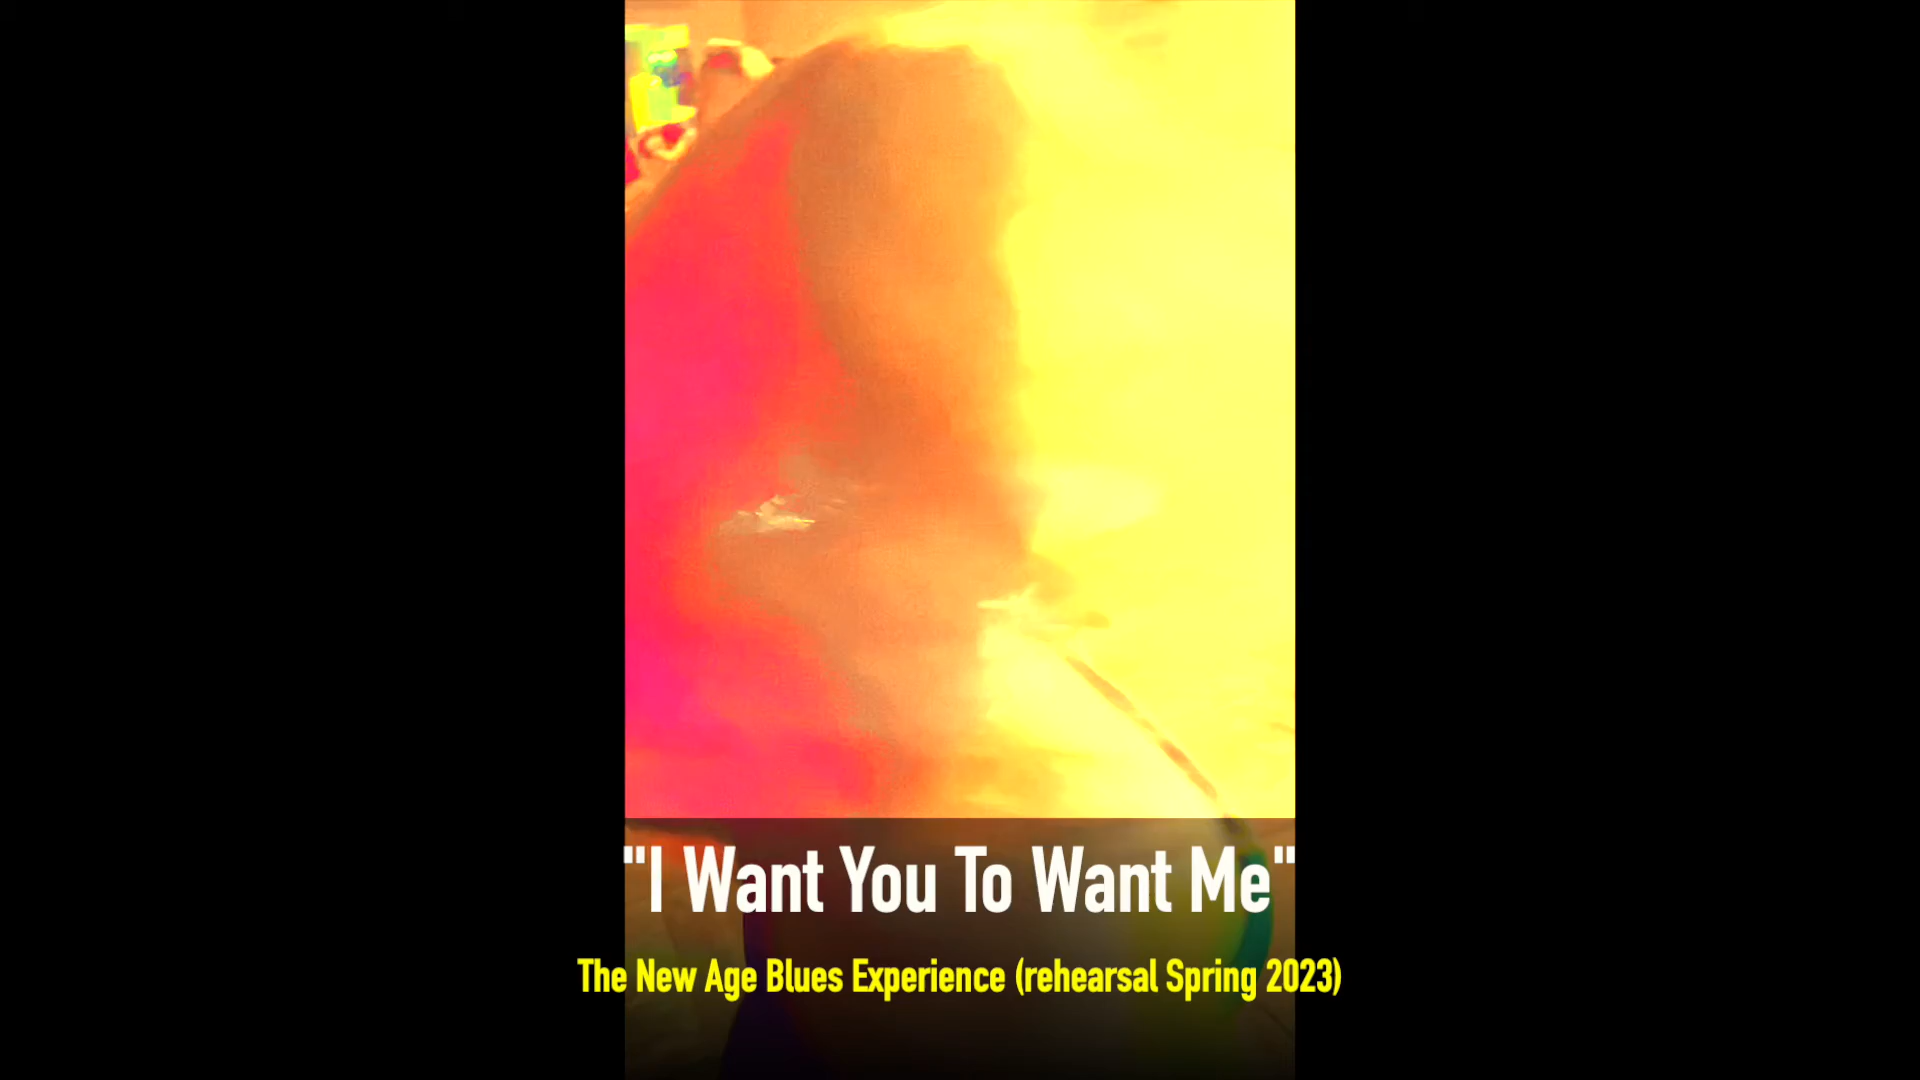 "I Want You To Want Me"
The New Age Blues Experience (rehearsal Spring 2023)